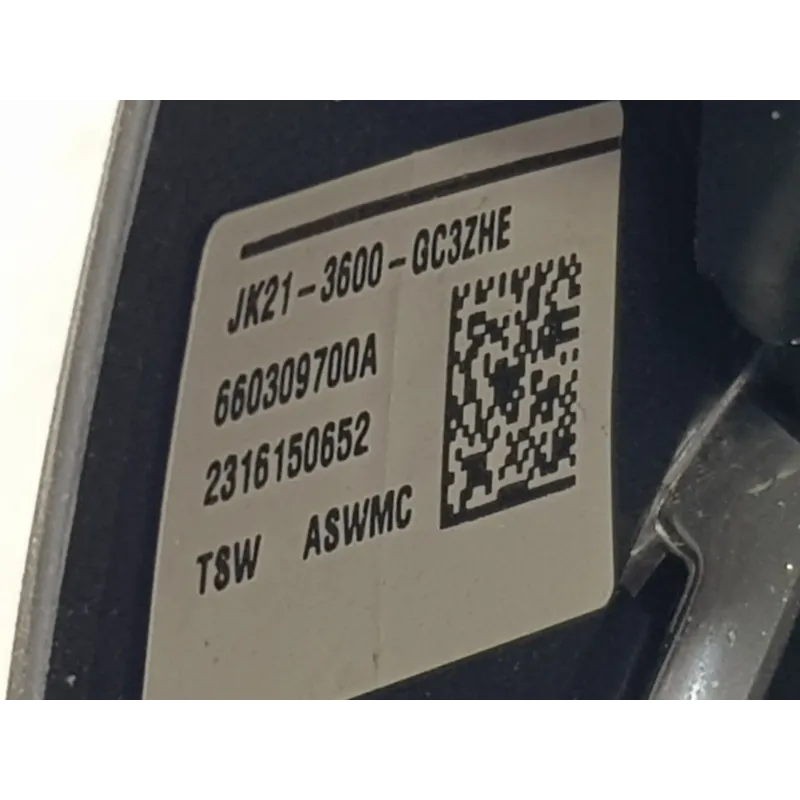 JK21-3600-GC3ZHE
660309700A
2316150652
TSW ASWMC